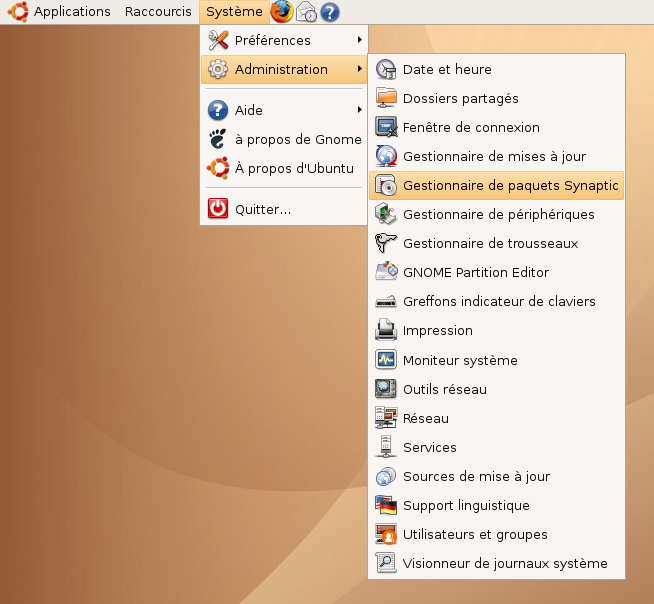 Applications Raccourcis Système
Préférences
Administration
Aide
à propos de Gnome
À propos d'Ubuntu
Quitter...
Date et heure
Dossiers partagés
Fenêtre de connexion
Gestionnaire de mises à jour
Gestionnaire de paquets Synaptic
Gestionnaire de périphériques
Gestionnaire de trousseaux
GNOME Partition Editor
Greffons indicateur de claviers
Impression
Moniteur système
Outils réseau
Réseau
Services
Sources de mise à jour
Support linguistique
Utilisateurs et groupes
Visionneur de journaux système